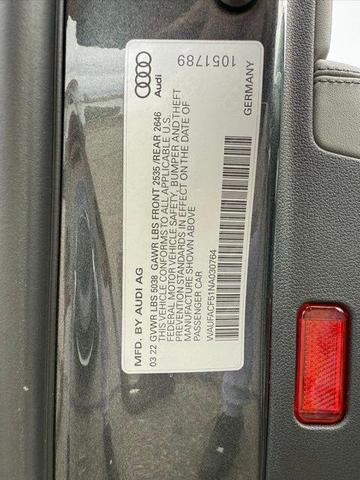 Audi
1051789
GERMANY
MFD. BY AUDI AG
03.22 GVWR LBS 5038 GAWR LBS FRONT 2535 /REAR 2646
THIS VEHICLE CONFORMS TO ALL APPLICABLE U.S.
FEDERAL MOTOR VEHICLE SAFETY, BUMPER AND THEFT
PREVENTION STANDARDS IN EFFECT ON THE DATE OF
MANUFACTURE SHOWN ABOVE
PASSENGER CAR
WAUFACF51NA030764